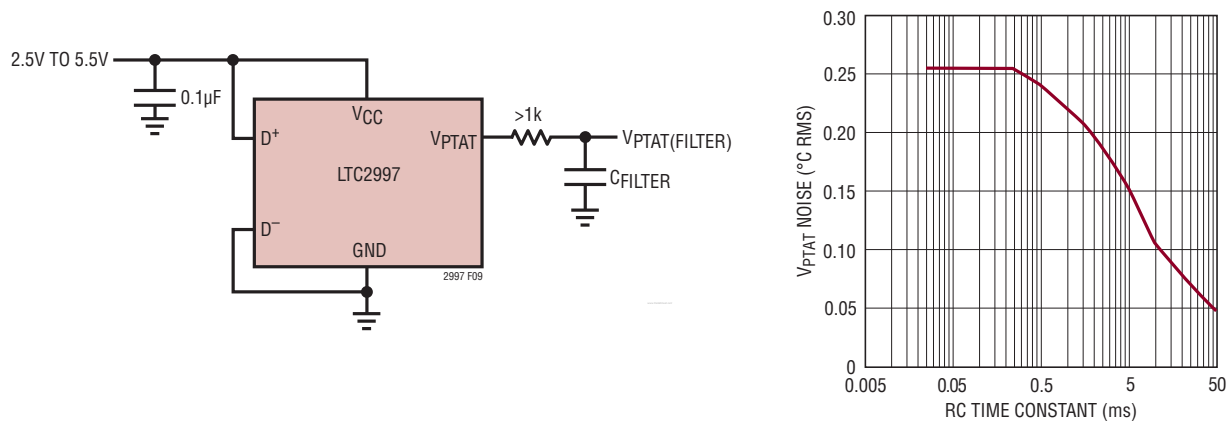 2.5V TO 5.5V
0.1µF
VCC
D+
VPTAT
LTC2997
D–
GND
2997 F09
>1k
VPTAT(FILTER)
CFILTER
0.30
0.25
0.20
0.15
0.10
0.05
0
VPTAT NOISE (°C RMS)
0.005
0.05
0.5
5
50
RC TIME CONSTANT (ms)